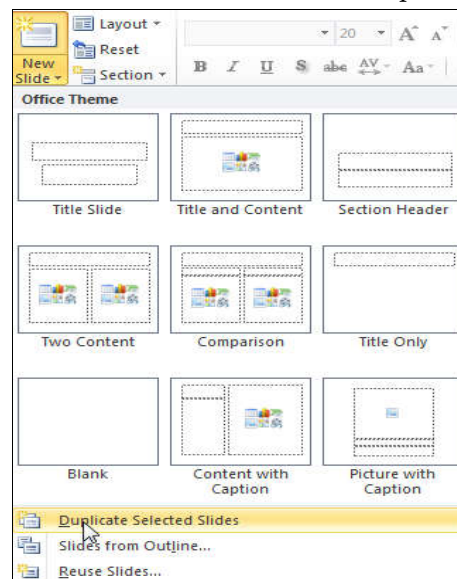 Layout
Reset
New Slide
Section
20 A A
B I U S abe AV Aa
Office Theme
Title Slide Title and Content Section Header
Two Content Comparison Title Only
Blank Content with Caption Picture with Caption
Duplicate Selected Slides
Slides from Outline...
Reuse Slides...